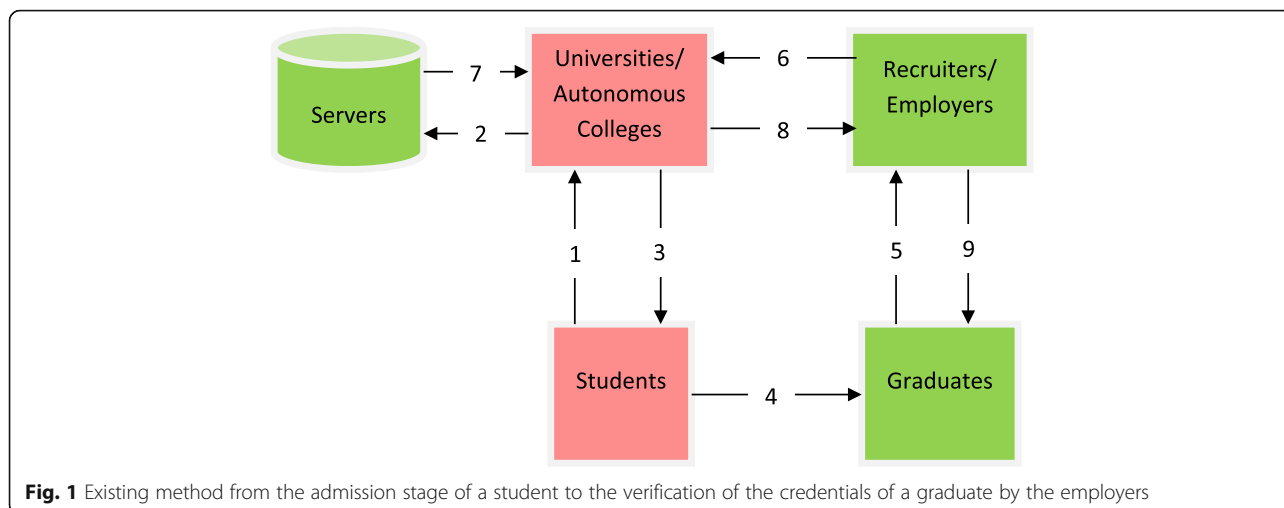 Servers
7
2
Universities/
Autonomous
Colleges
6
8
Recruiters/
Employers
1
3
5
9
Students
4
Graduates
Fig. 1 Existing method from the admission stage of a student to the verification of the credentials of a graduate by the employers